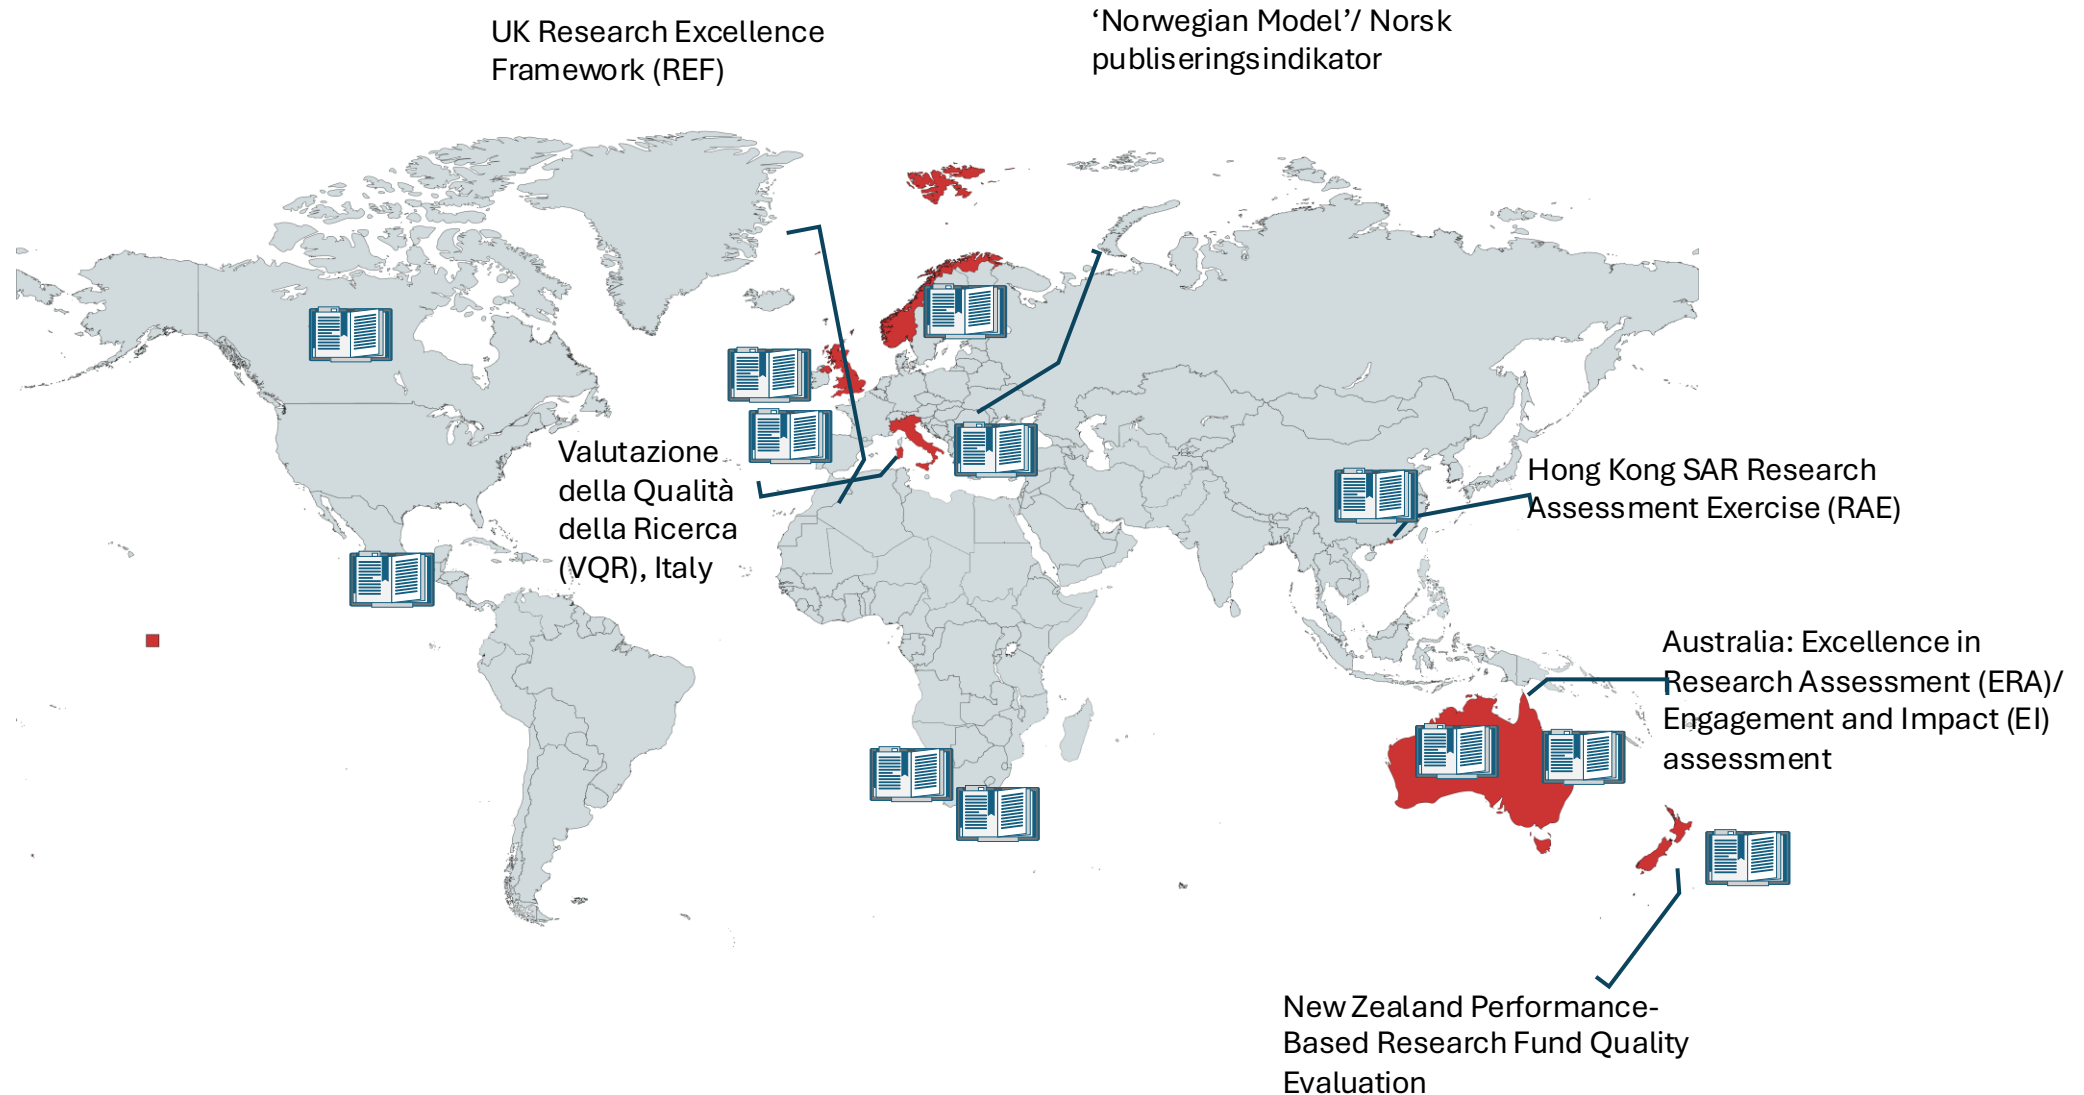 UK Research Excellence
Framework (REF)
‘Norwegian Model’/ Norsk
publiseringsindikator
Valutazione
della Qualità
della Ricerca
(VQR), Italy
Hong Kong SAR Research
Assessment Exercise (RAE)
Australia: Excellence in
Research Assessment (ERA)/
Engagement and Impact (EI)
assessment
New Zealand Performance-
Based Research Fund Quality
Evaluation